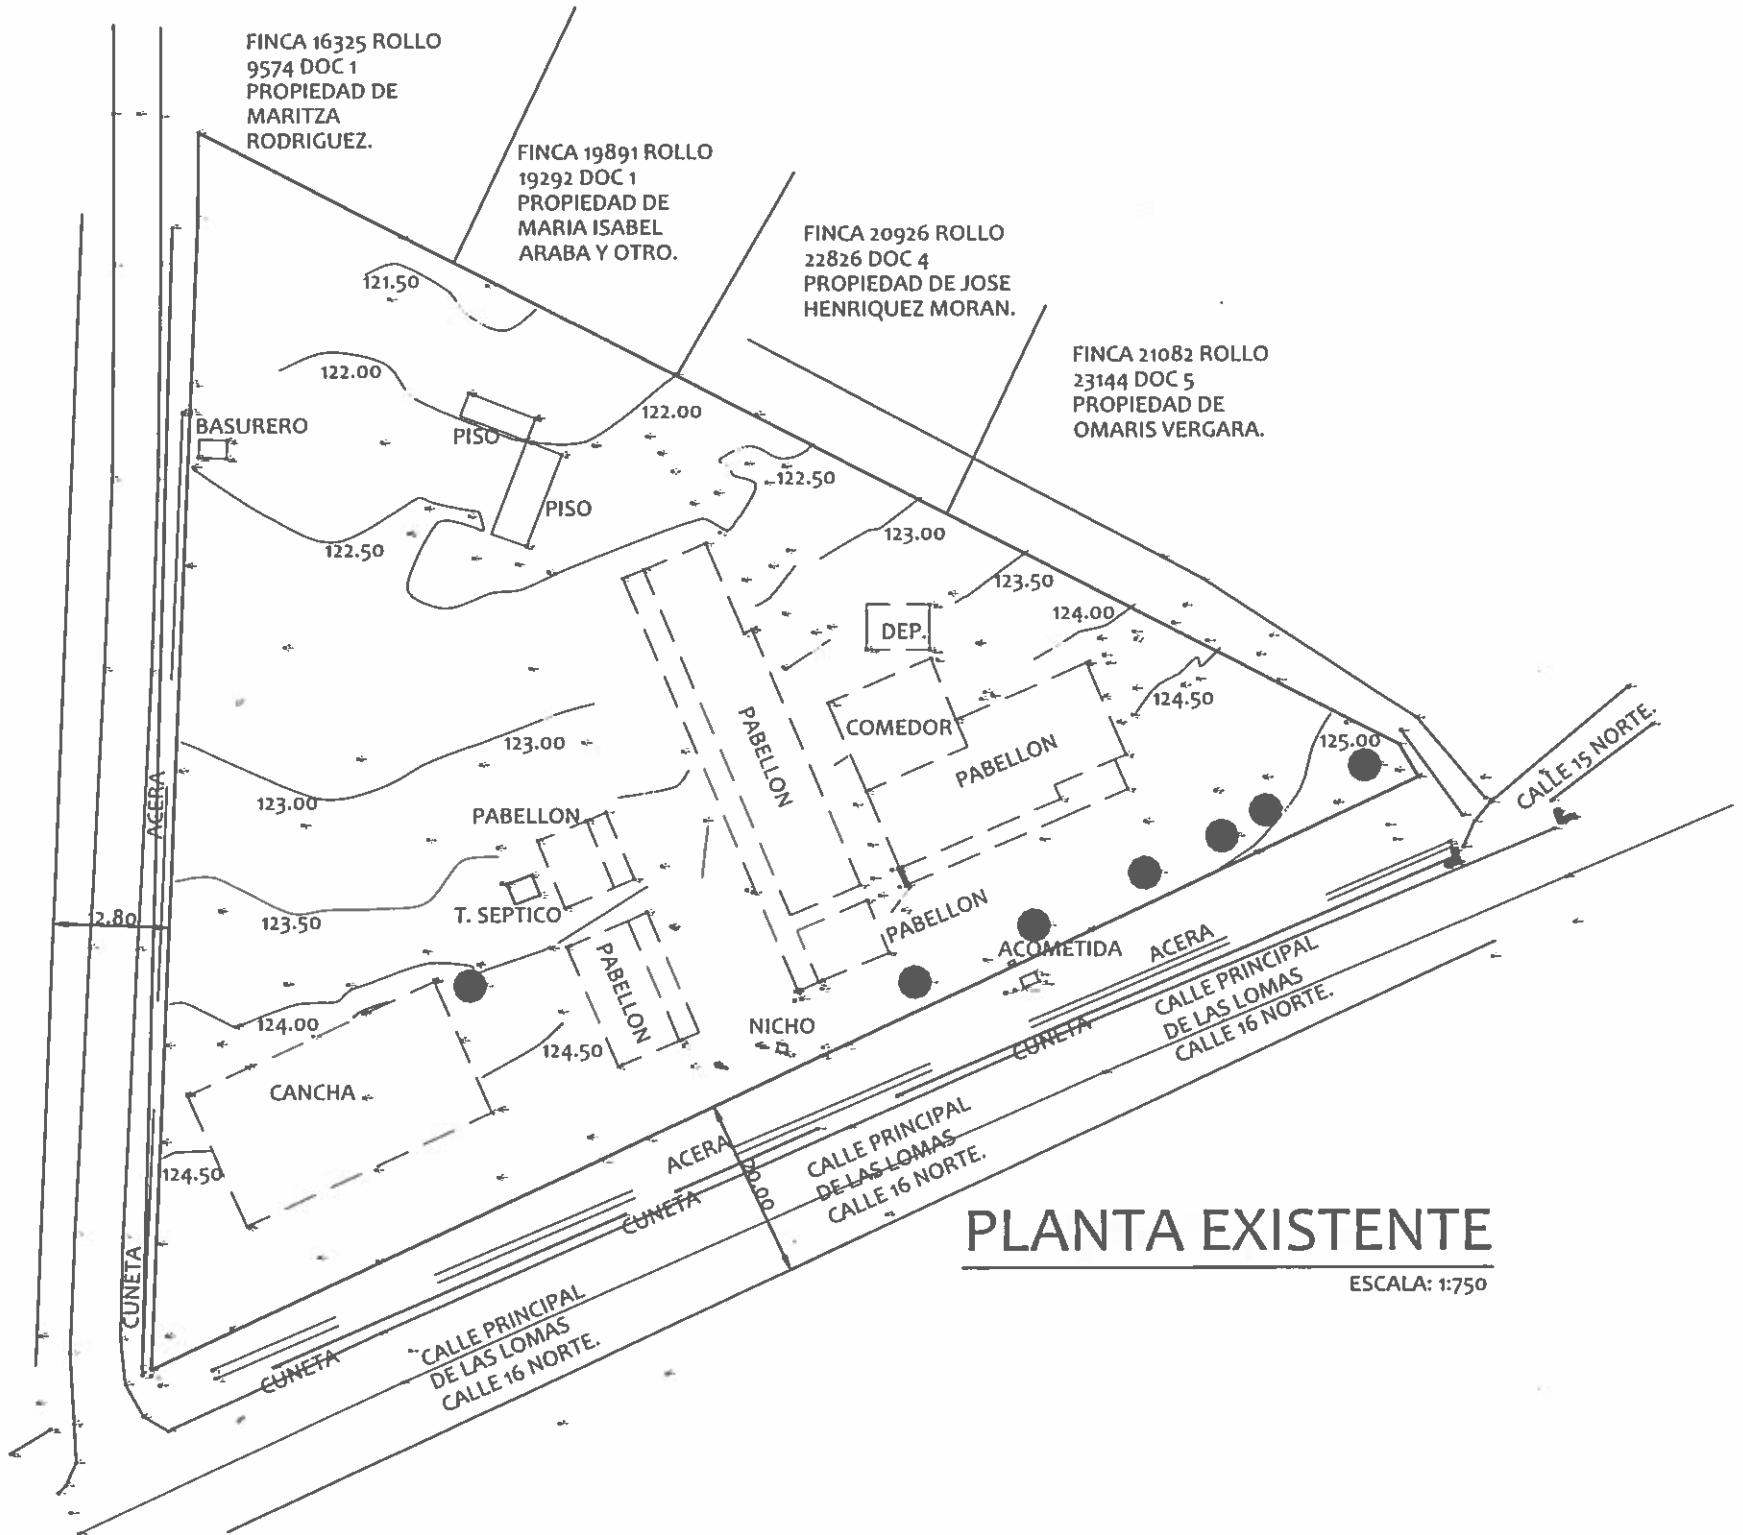 FINCA 16325 ROLLO
9574 DOC 1
PROPIEDAD DE
MARITZA
RODRIGUEZ.
FINCA 19891 ROLLO
19292 DOC 1
PROPIEDAD DE
MARIA ISABEL
ARABA Y OTRO.
FINCA 20926 ROLLO
22826 DOC 4
PROPIEDAD DE JOSE
HENRIQUEZ MORAN.
FINCA 21082 ROLLO
23144 DOC 5
PROPIEDAD DE
OMARIS VERGARA.
121.50
122.00
122.00
BASURERO
PISO
PISO
122.50
122.50
123.00
123.50
124.00
DEP.
124.50
COMEDOR
PABELLON
PABELLON
125.00
CALLE 15 NORTE.
123.00
123.00
ACERA
PABELLON
T. SEPTICO
123.50
12.80
PABELLON
PABELLON
ACOMETIDA
ACERA
124.00
124.50
NICHO
CANCHA
124.50
CUNETA
CALLE PRINCIPAL
DE LAS LOMAS
CALLE 16 NORTE.
CUNETA
ACERA
20.00
CALLE PRINCIPAL
DE LAS LOMAS
CALLE 16 NORTE.
CUNETA
CUNETA
CALLE PRINCIPAL
DE LAS LOMAS
CALLE 16 NORTE.
PLANTA EXISTENTE
ESCALA: 1:750